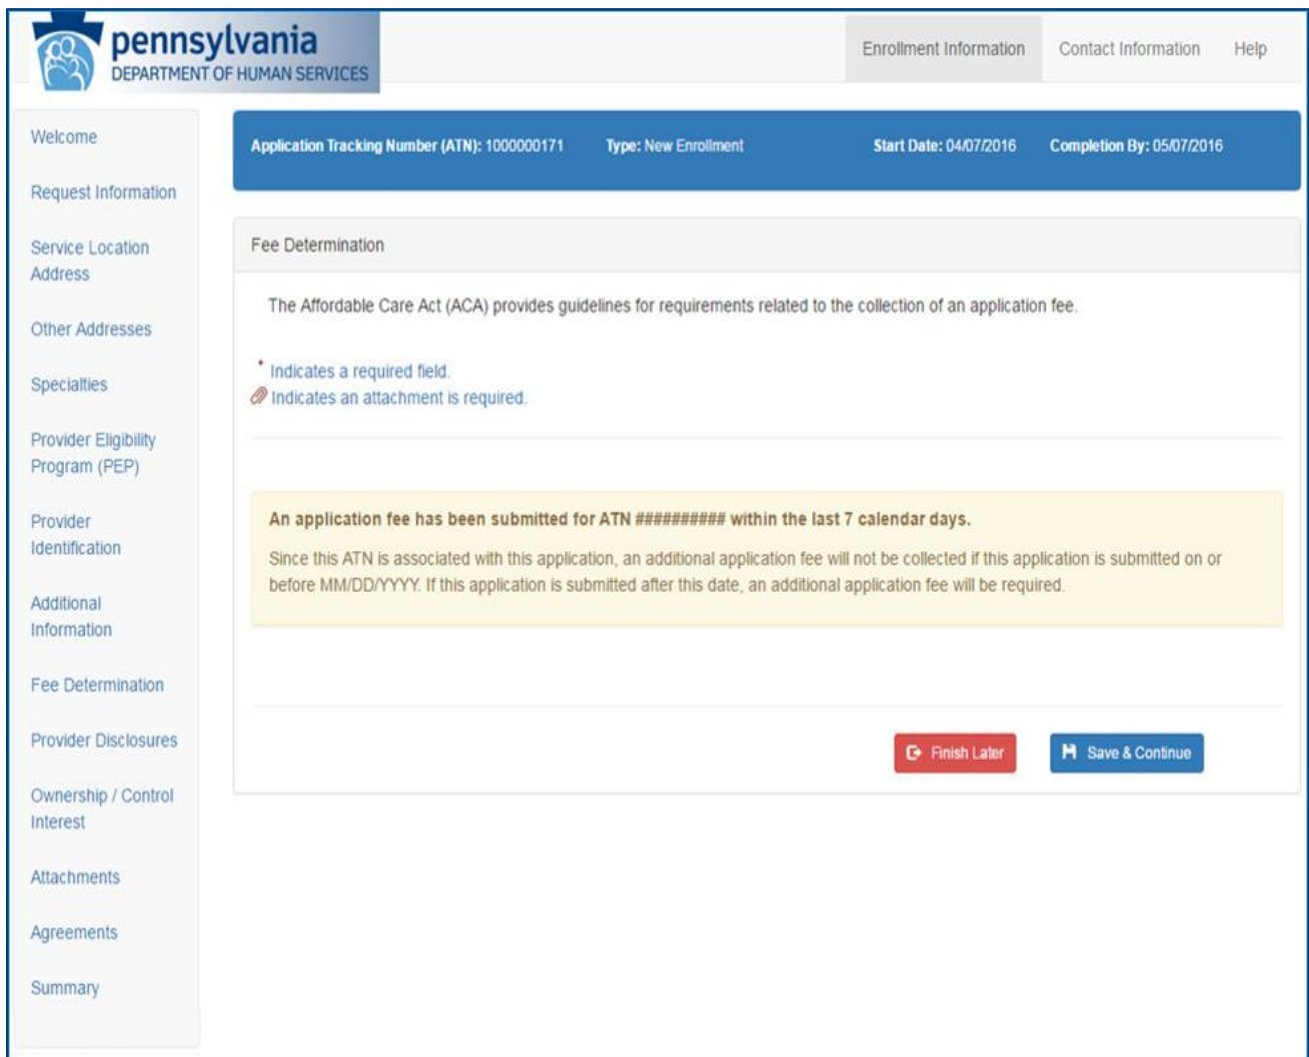 pennsylvania
DEPARTMENT OF HUMAN SERVICES
Enrollment Information
Contact Information
Help
Welcome
Request Information
Service Location
Address
Other Addresses
Specialties
Provider Eligibility
Program (PEP)
Provider
Identification
Additional
Information
Fee Determination
Provider Disclosures
Ownership / Control
Interest
Attachments
Agreements
Summary
Application Tracking Number (ATN): 1000000171 Type: New Enrollment Start Date: 04/07/2016 Completion By: 05/07/2016
Fee Determination
The Affordable Care Act (ACA) provides guidelines for requirements related to the collection of an application fee.
* Indicates a required field.
Indicates an attachment is required.
An application fee has been submitted for ATN ########## within the last 7 calendar days.
Since this ATN is associated with this application, an additional application fee will not be collected if this application is submitted on or
before MM/DD/YYYY. If this application is submitted after this date, an additional application fee will be required.
Finish Later
Save & Continue